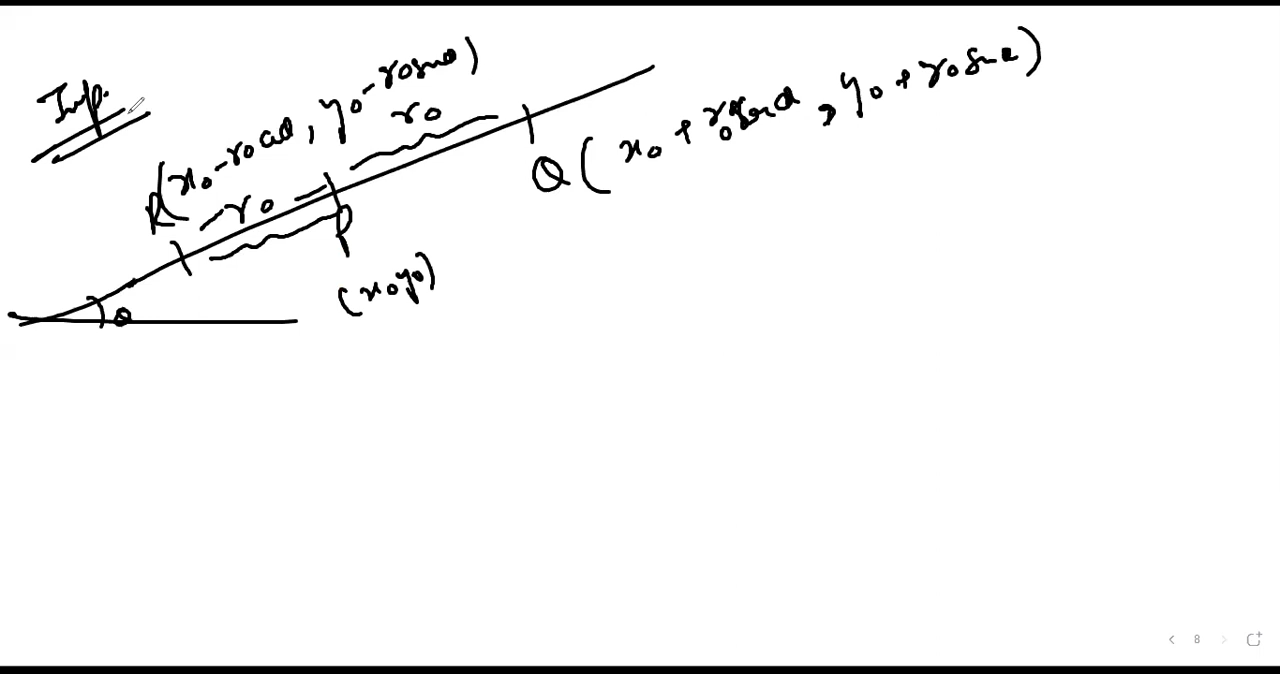 Imp.
R(x₀ - r₀cosθ, y₀ - r₀sinθ)
r₀
Q(x₀ + r₀cosθ, y₀ + r₀sinθ)
r₀
P
(x₀y₀)
θ
8